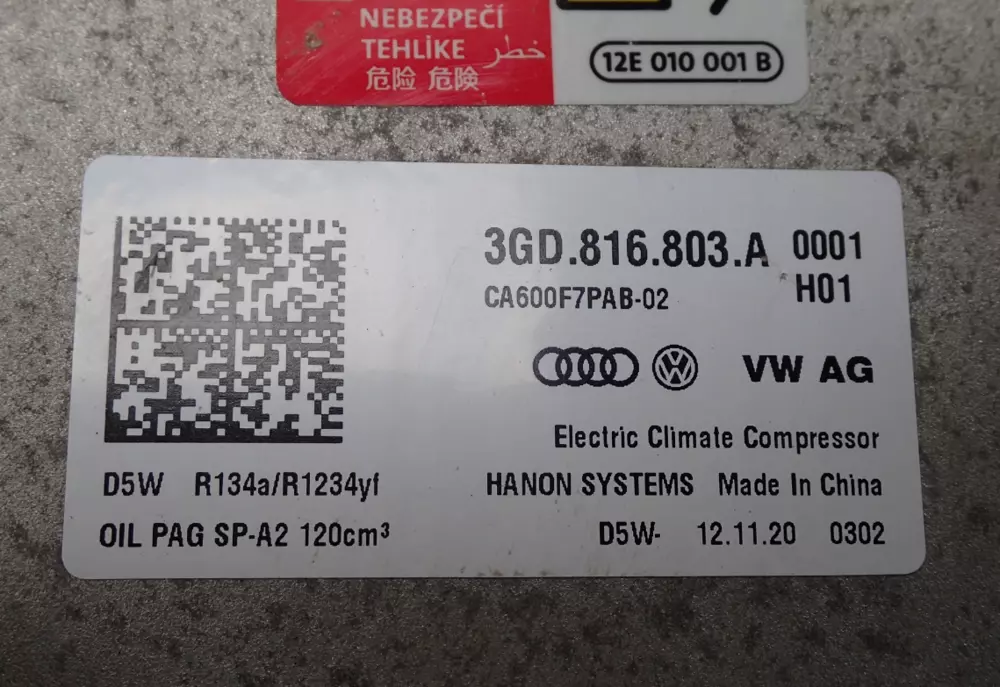 NEBEZPEČÍ
TEHLİKE خطر
危险 危険
12E 010 001 B
3GD.816.803.A 0001
CA600F7PAB-02 H01
VW AG
Electric Climate Compressor
D5W R134a/R1234yf HANON SYSTEMS Made In China
OIL PAG SP-A2 120cm³ D5W- 12.11.20 0302